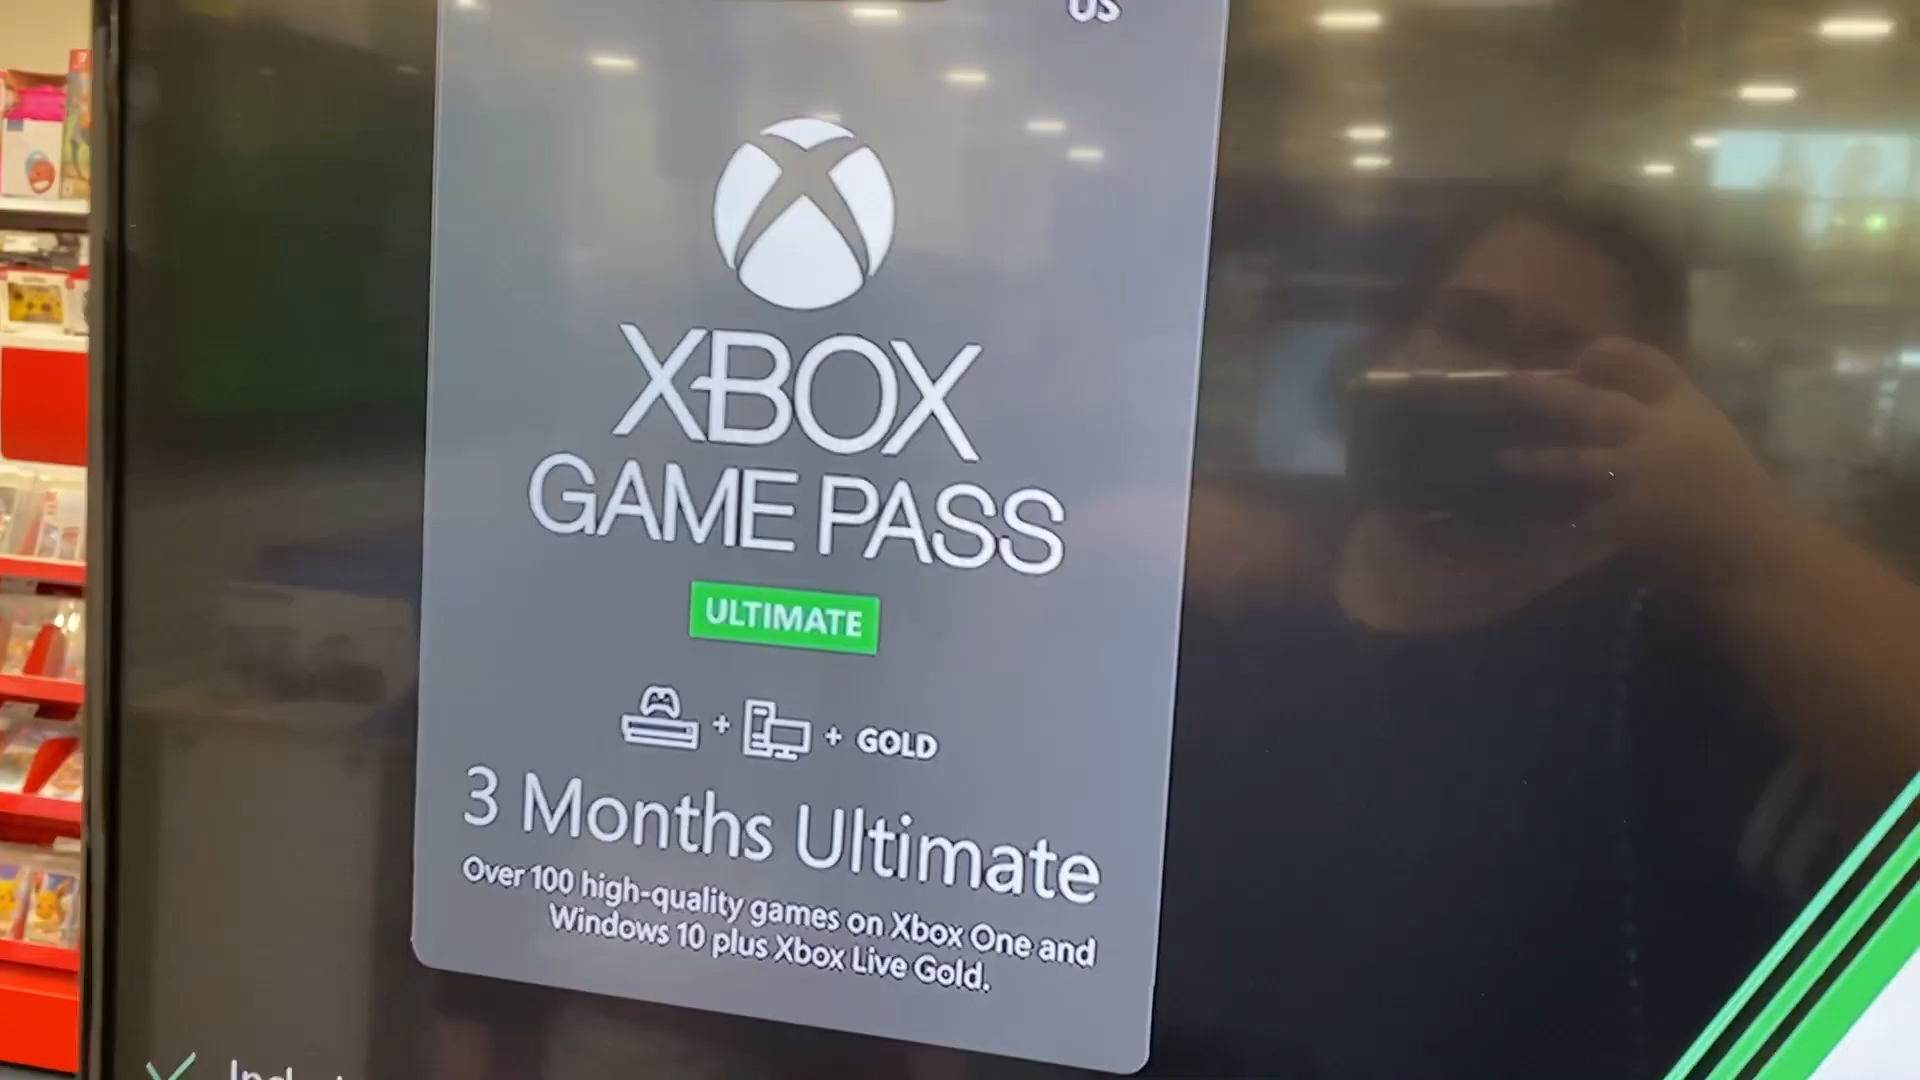 US
XBOX
GAME PASS
ULTIMATE
+ + GOLD
3 Months Ultimate
Over 100 high-quality games on Xbox One and
Windows 10 plus Xbox Live Gold.